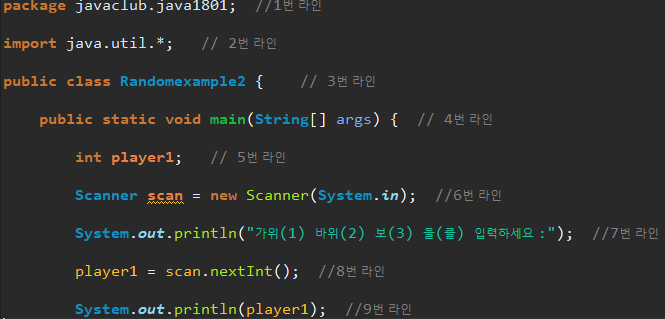 package javaclub.java1801;  //1번 라인
import java.util.*;   // 2번 라인
public class Randomexample2 {    // 3번 라인
public static void main(String[] args) {  // 4번 라인
int player1;   // 5번 라인
Scanner scan = new Scanner(System.in);  //6번 라인
System.out.println("가위(1) 바위(2) 보(3) 을(를) 입력하세요 :");  //7번 라인
player1 = scan.nextInt();  //8번 라인
System.out.println(player1);  //9번 라인